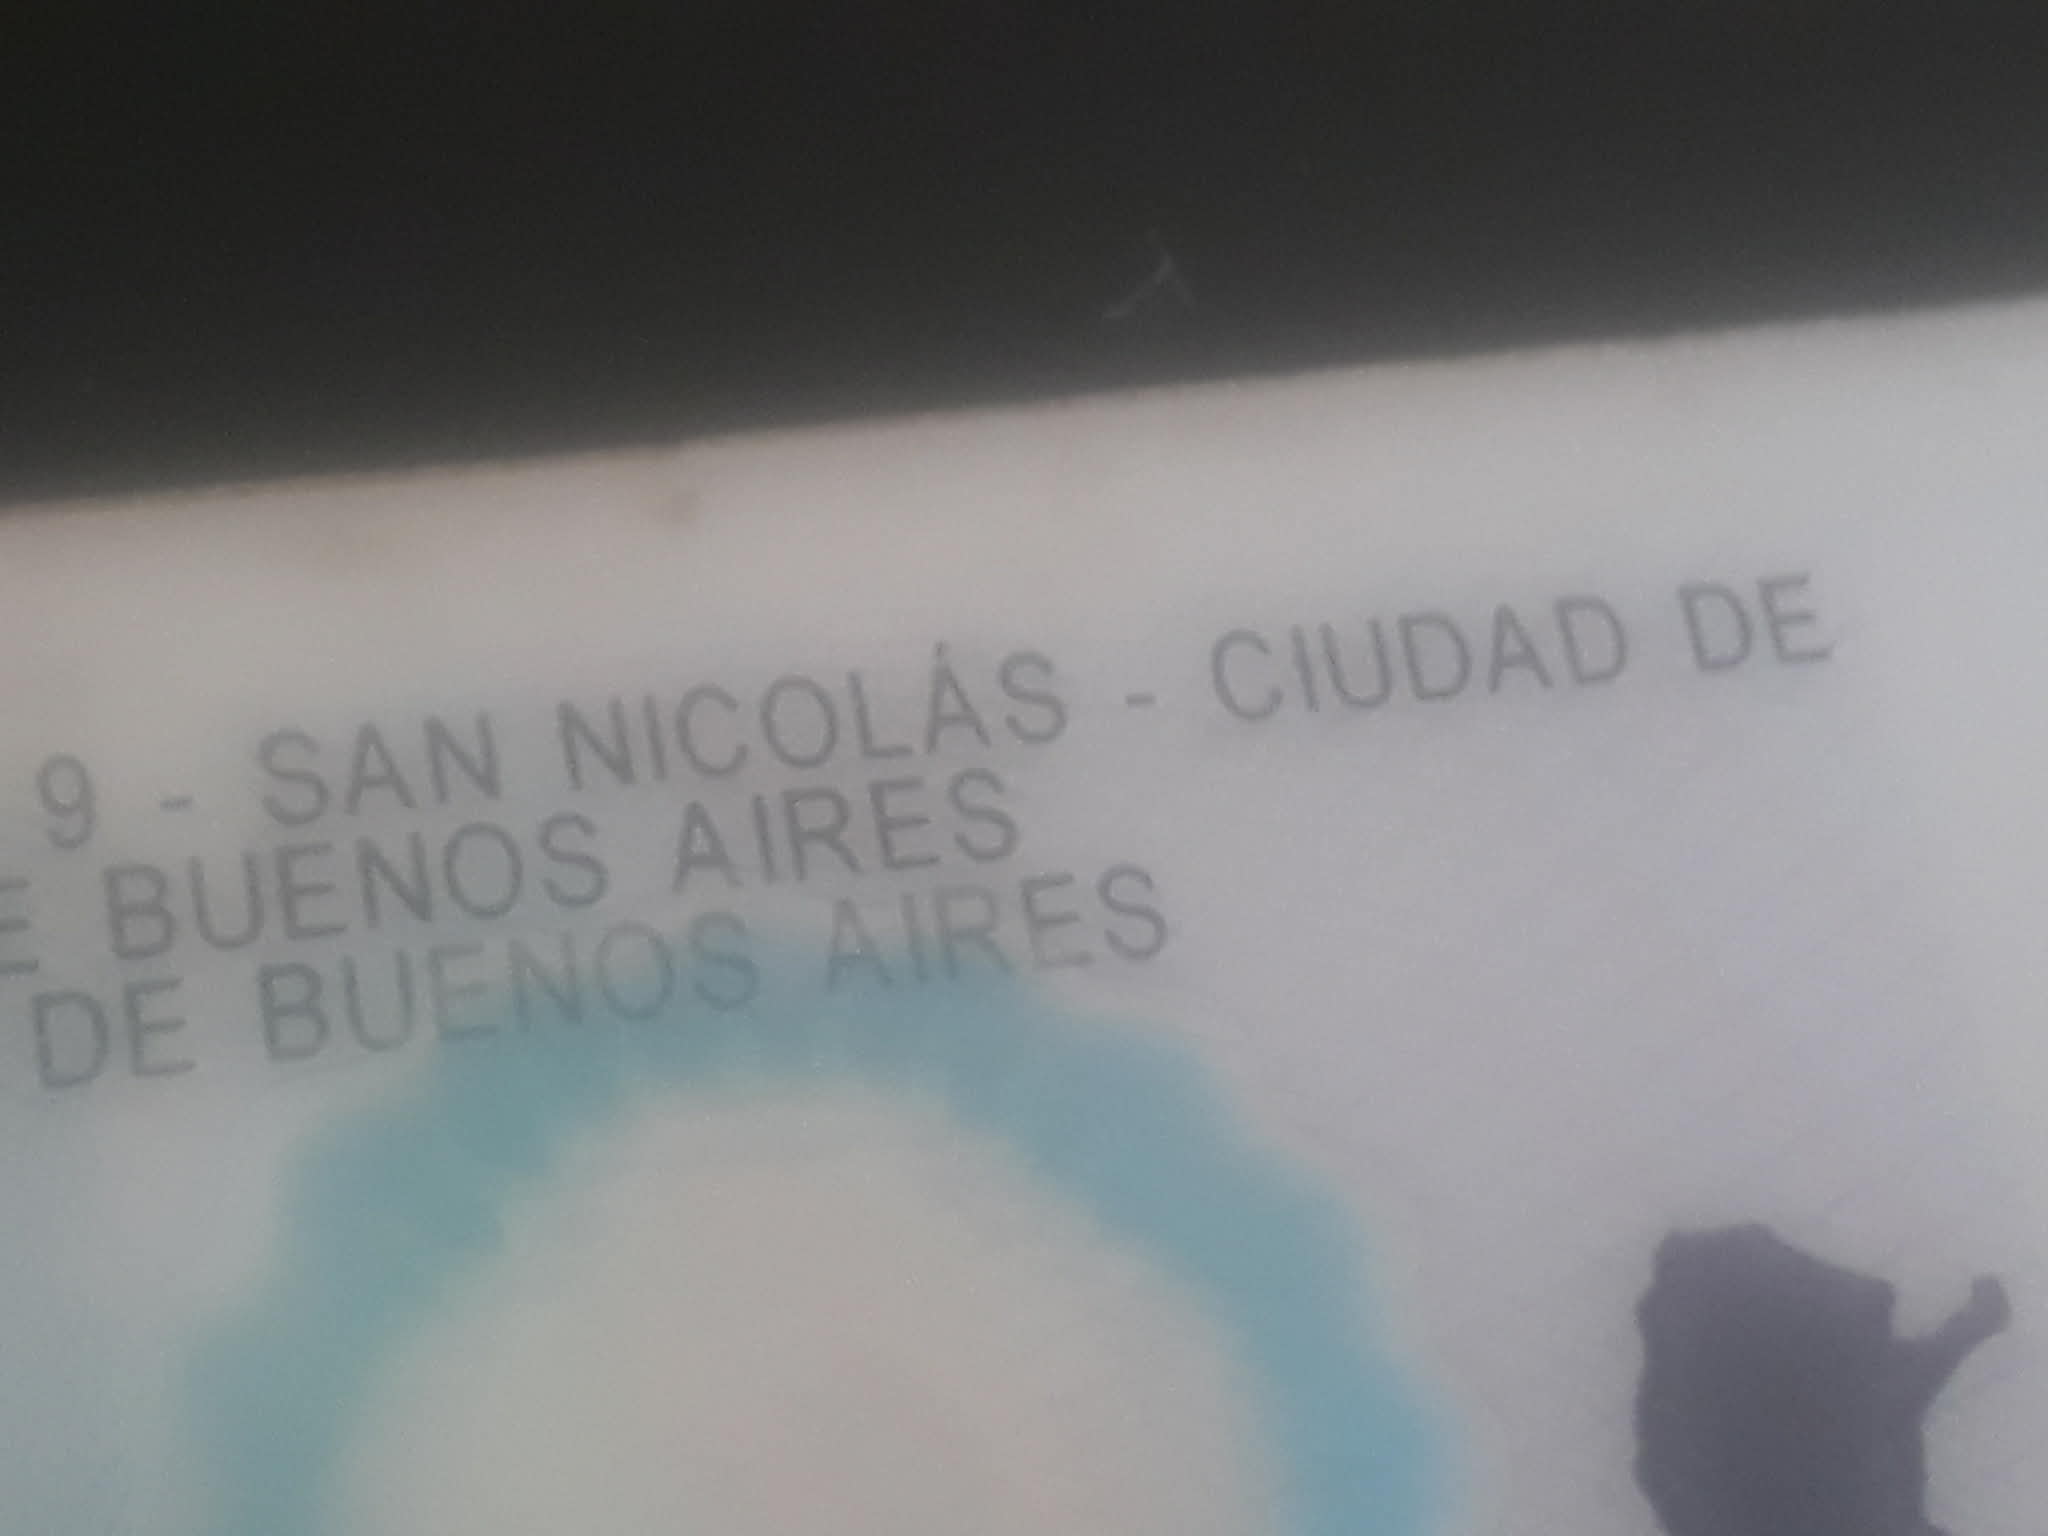 9 - SAN NICOLÁS - CIUDAD DE
BUENOS AIRES
DE BUENOS AIRES